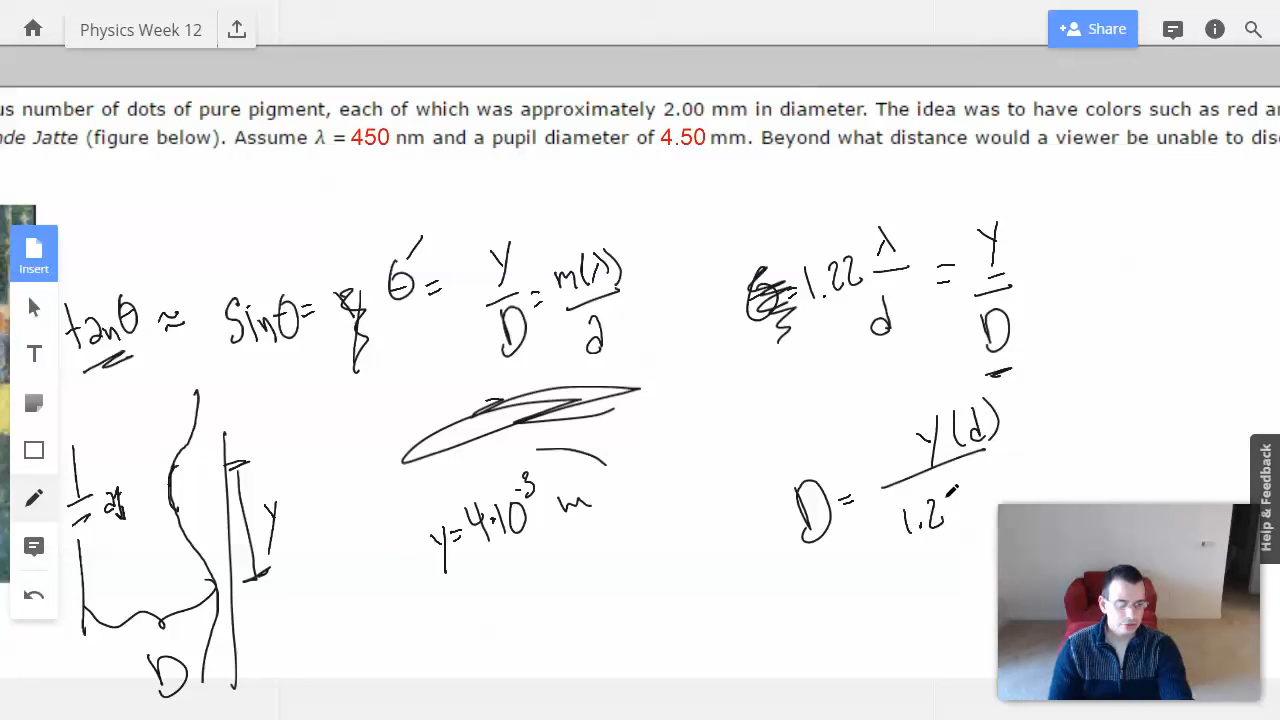 Physics Week 12
Share
us number of dots of pure pigment, each of which was approximately 2.00 mm in diameter. The idea was to have colors such as red a
nde Jatte (figure below). Assume λ = 450 nm and a pupil diameter of 4.50 mm. Beyond what distance would a viewer be unable to dis
Insert
T
tanθ ≈ sinθ =
θ = y/D = m(λ)/d
1.22 λ/d = y/D
D = y(d)/1.2
y = 4·10⁻³ m
y
D
Help & Feedback